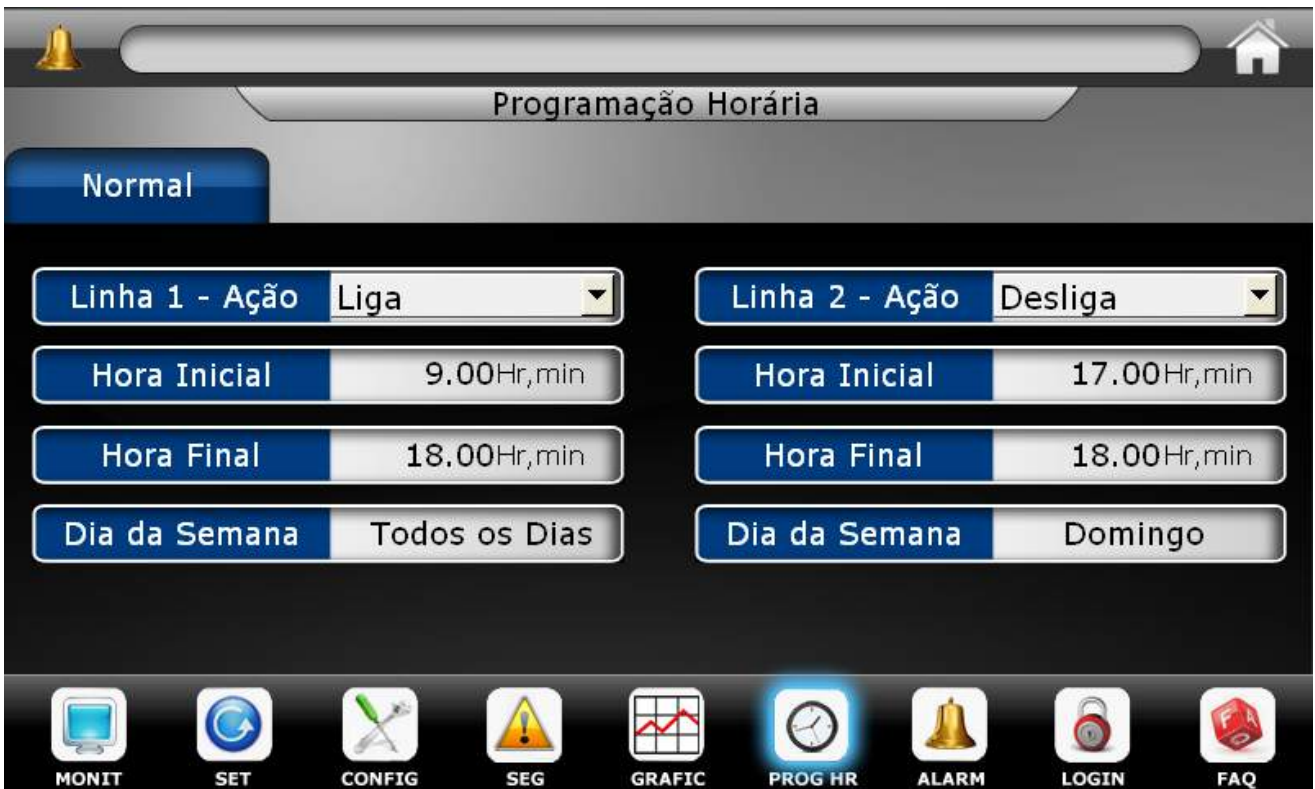 Programação Horária
Normal
Linha 1 - Ação Liga
Linha 2 - Ação Desliga
Hora Inicial 9.00Hr,min
Hora Inicial 17.00Hr,min
Hora Final 18.00Hr,min
Hora Final 18.00Hr,min
Dia da Semana Todos os Dias
Dia da Semana Domingo
MONIT SET CONFIG SEG GRAFIC PROG HR ALARM LOGIN FAQ